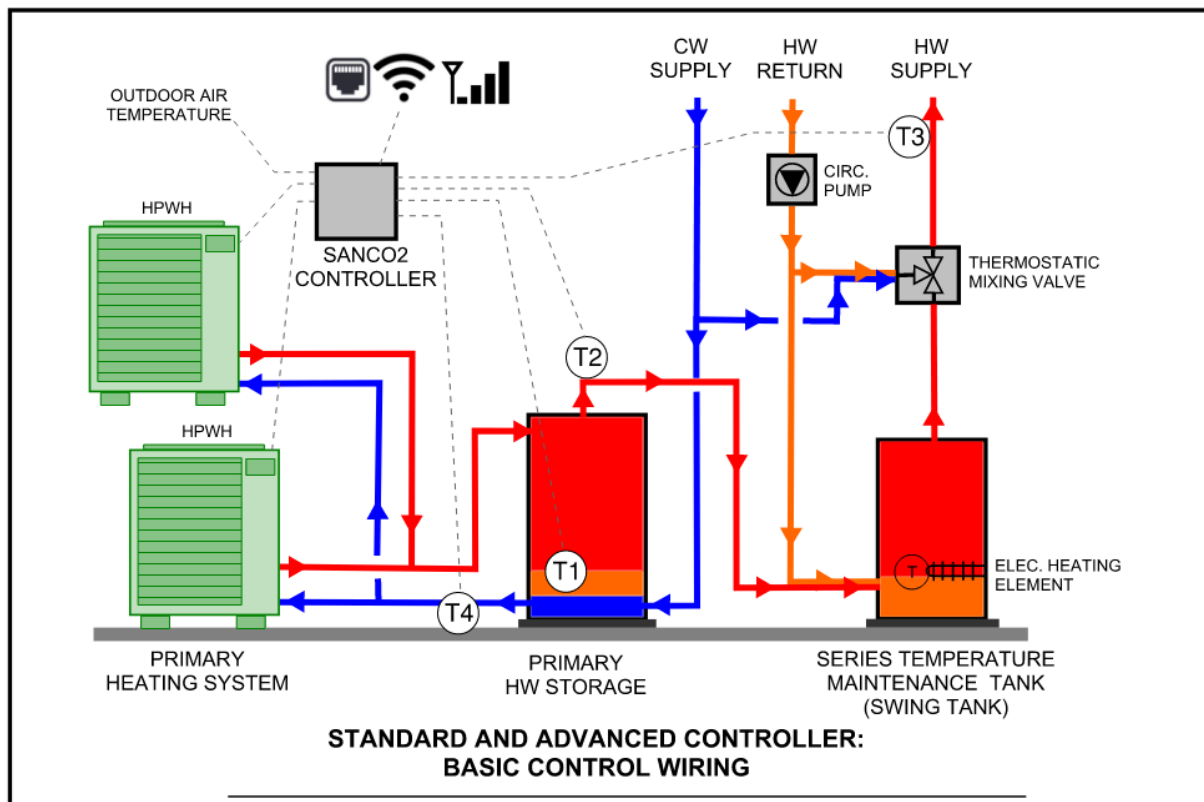 CW
SUPPLY
HW
RETURN
HW
SUPPLY
OUTDOOR AIR
TEMPERATURE
T3
CIRC.
PUMP
HPWH
SANCO2
CONTROLLER
THERMOSTATIC
MIXING VALVE
T2
HPWH
T1
T
ELEC. HEATING
ELEMENT
T4
PRIMARY
HEATING SYSTEM
PRIMARY
HW STORAGE
SERIES TEMPERATURE
MAINTENANCE TANK
(SWING TANK)
STANDARD AND ADVANCED CONTROLLER:
BASIC CONTROL WIRING